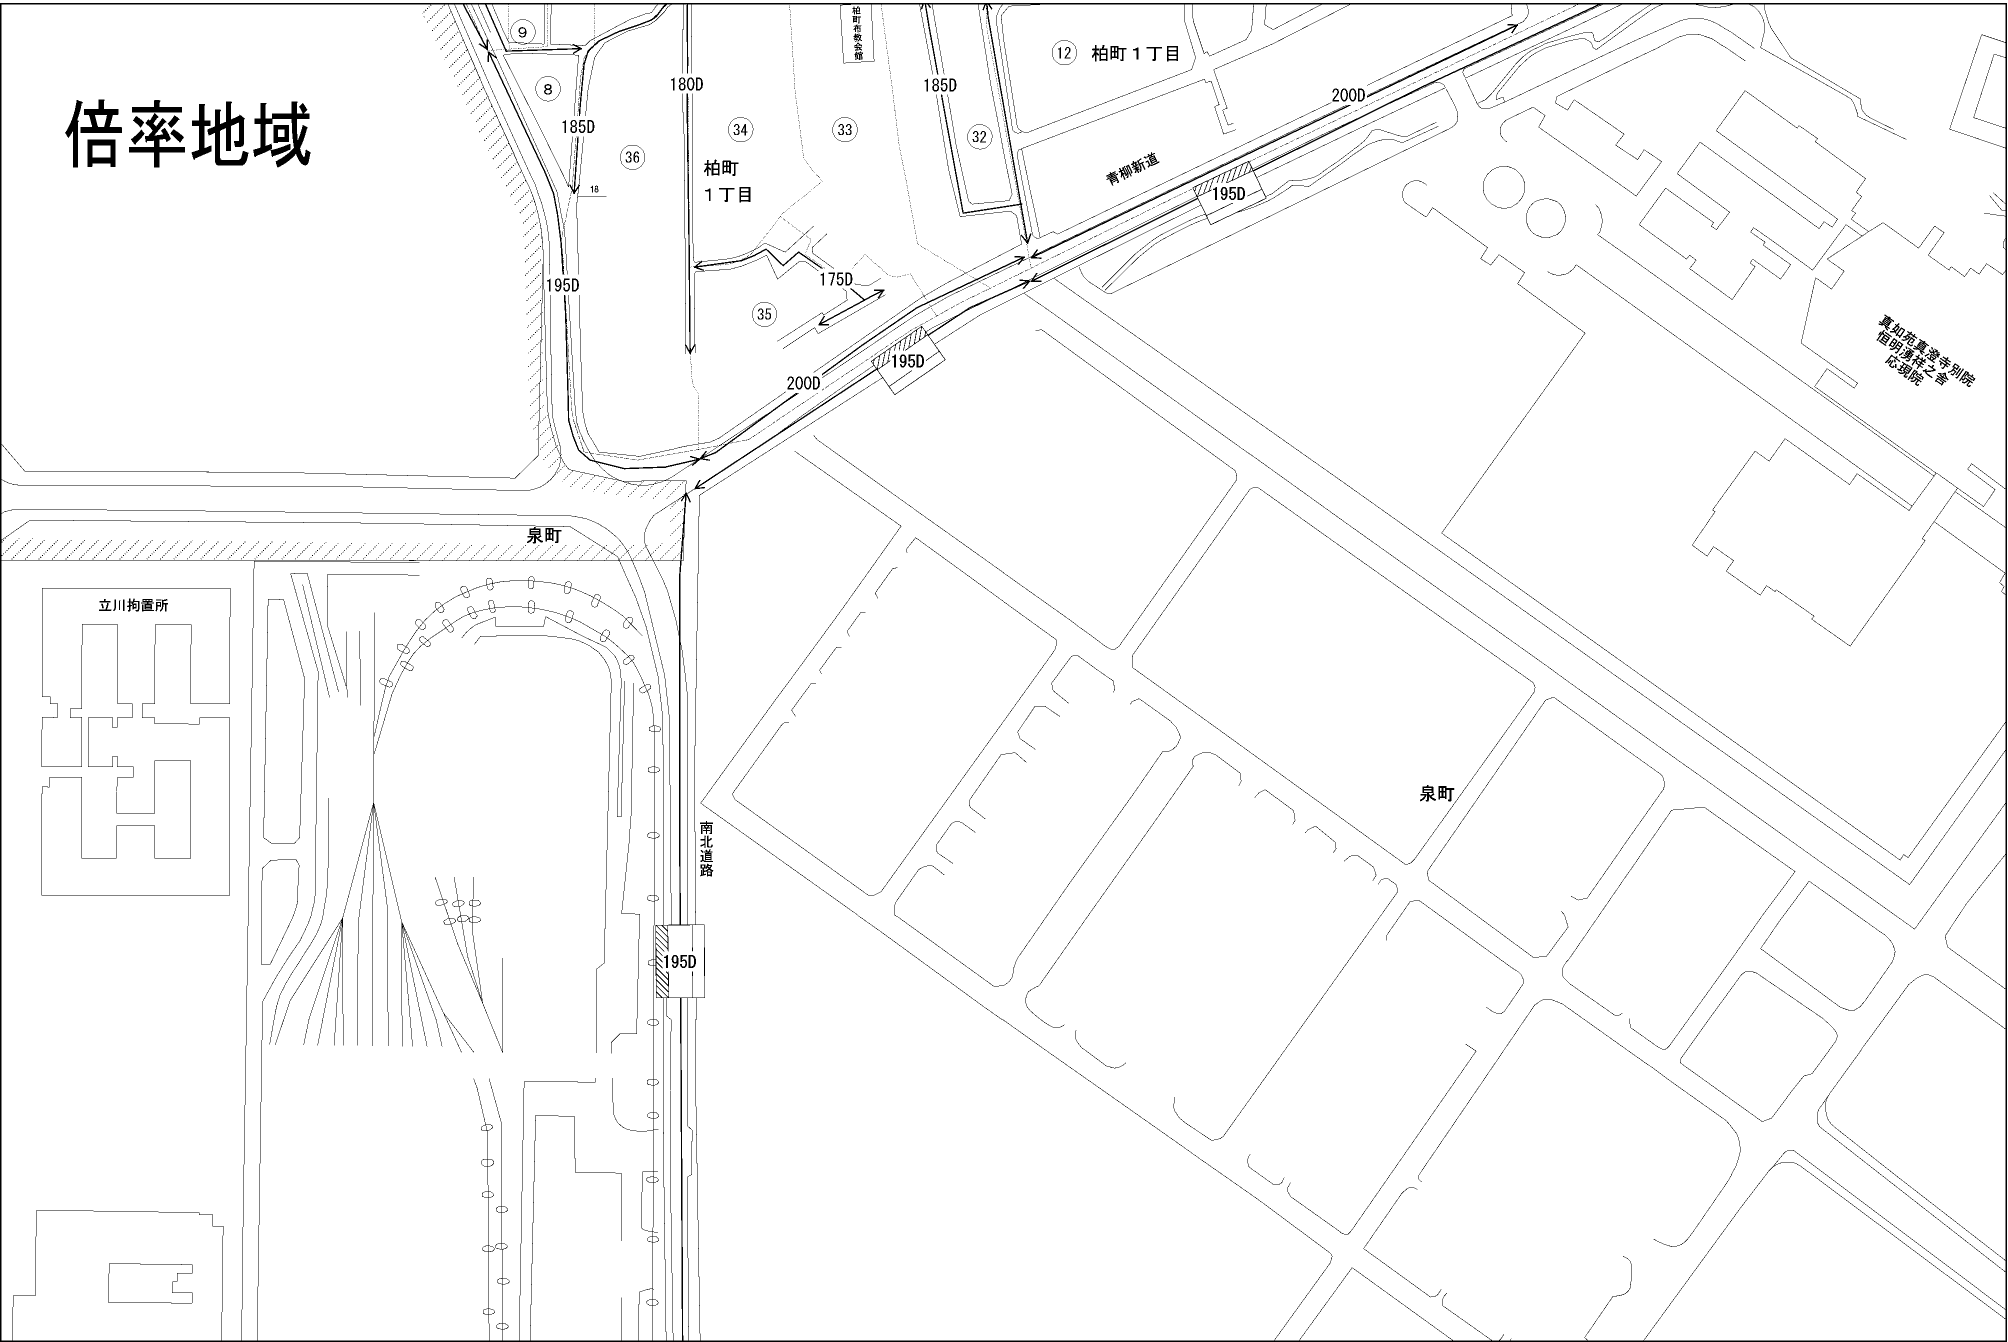 倍率地域
9
8
185D
36
18
195D
180D
34
柏町
1丁目
33
柏町布教会館
185D
32
12 柏町1丁目
200D
青柳新道
195D
175D
35
200D
195D
真如苑真澄寺別院
恒明湧祥之舎
応現院
泉町
立川拘置所
泉町
南北道路
195D